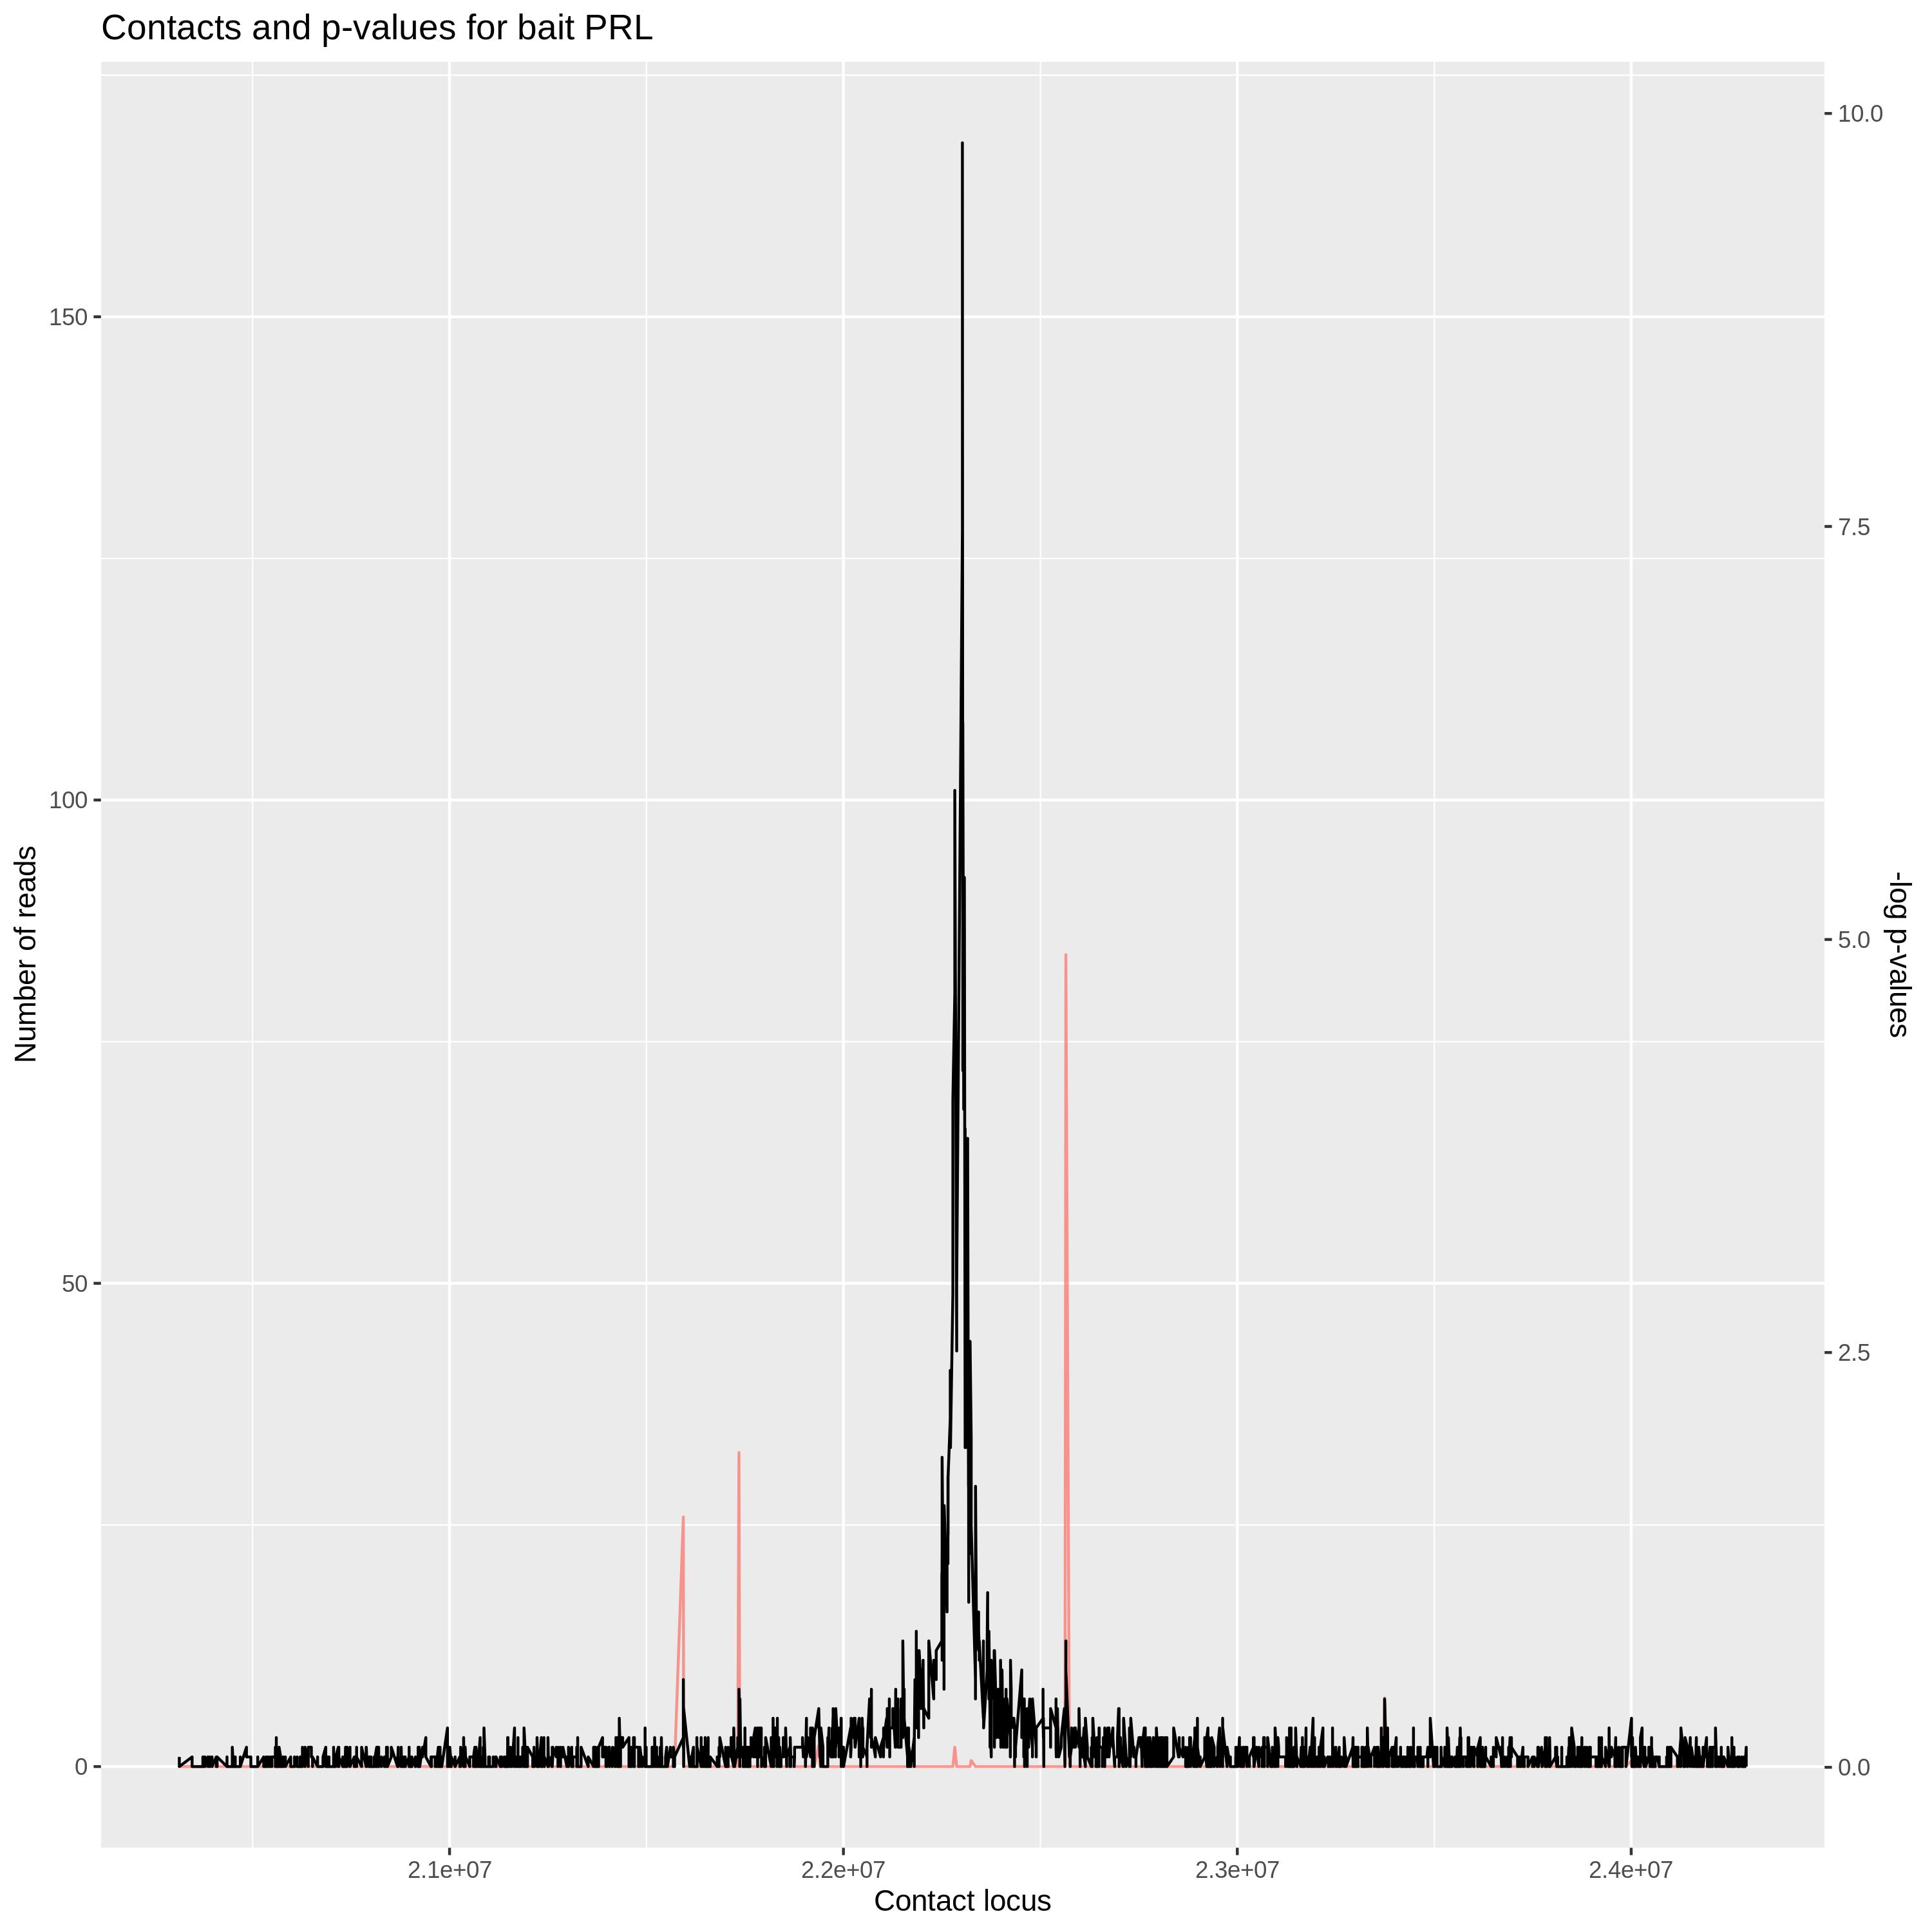 Contacts and p-values for bait PRL
10.0
150
7.5
100
5.0
Number of reads
-log p-values
50
2.5
0
0.0
2.1e+07
2.2e+07
2.3e+07
2.4e+07
Contact locus